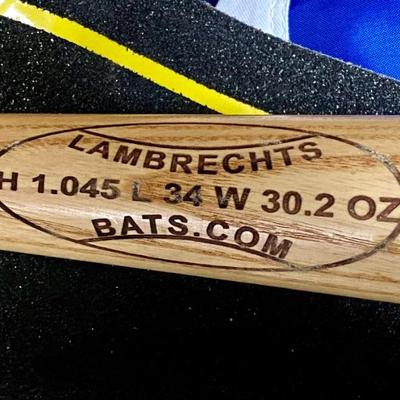 LAMBRECHTS
H 1.045 L 34 W 30.2 OZ
BATS.COM